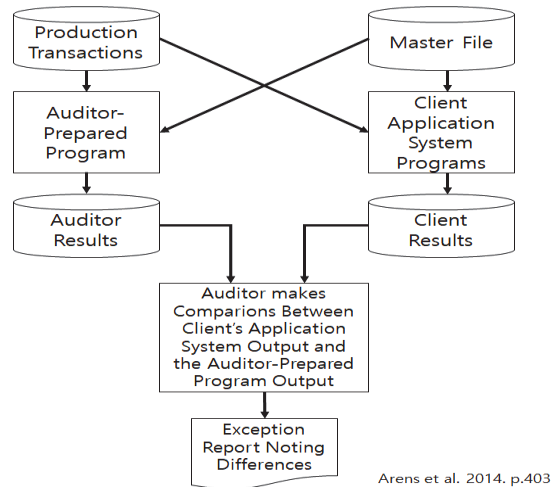 Production
Transactions
Master File
Auditor-
Prepared
Program
Client
Application
System
Programs
Auditor
Results
Client
Results
Auditor makes
Comparions Between
Client's Application
System Output and
the Auditor-Prepared
Program Output
Exception
Report Noting
Differences
Arens et al. 2014. p.403